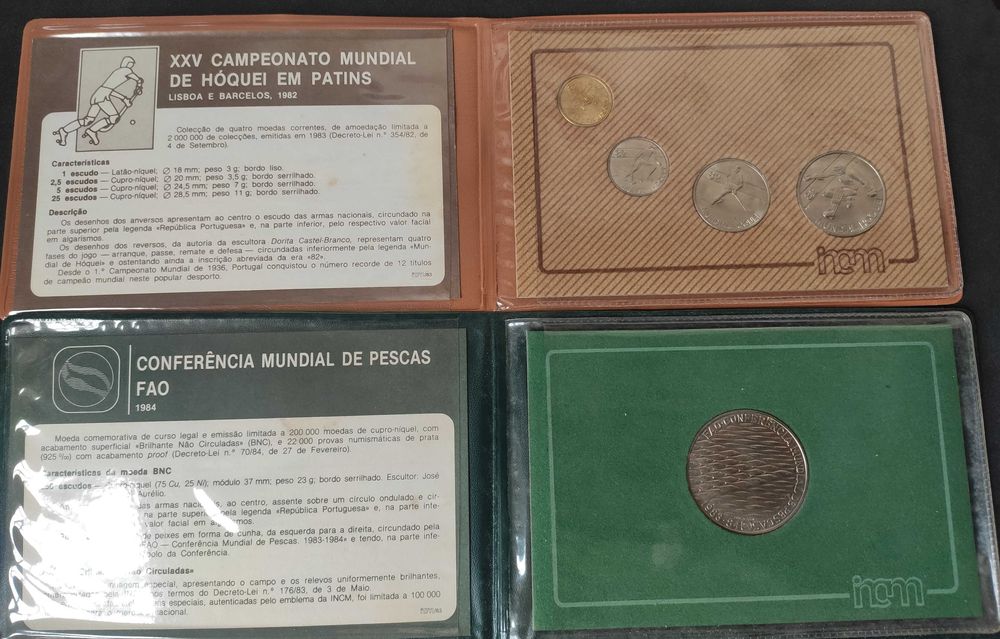 XXV CAMPEONATO MUNDIAL
DE HÓQUEI EM PATINS
LISBOA E BARCELOS, 1982
Colecção de quatro moedas correntes, de amoedação limitada a
2 000 000 de colecções, emitidas em 1983 (Decreto-Lei n.º 354/82, de
4 de Setembro).
Características
1 escudo — Latão-níquel; ∅ 18 mm; peso 3 g; bordo liso.
2,5 escudos — Cupro-níquel; ∅ 20 mm; peso 3,5 g; bordo serrilhado.
5 escudos — Cupro-níquel; ∅ 24,5 mm; peso 7 g; bordo serrilhado.
25 escudos — Cupro-níquel; ∅ 28,5 mm; peso 11 g; bordo serrilhado.
Descrição
Os desenhos dos anversos apresentam ao centro o escudo das armas nacionais, circundado na
parte superior pela legenda «República Portuguesa» e, na parte inferior, pelo respectivo valor facial
em algarismos.
Os desenhos dos reversos, da autoria da escultora Dorita Castel-Branco, representam quatro
fases do jogo — arranque, passe, remate e defesa — circundadas inferiormente pela legenda «Mun-
dial de Hóquei» e ostentando ainda a inscrição abreviada da era «82».
Desde o 1.º Campeonato Mundial de 1936, Portugal conquistou o número recorde de 12 títulos
de campeão mundial neste popular desporto.
incm
CONFERÊNCIA MUNDIAL DE PESCAS
FAO
1984
Moeda comemorativa de curso legal e emissão limitada a 200 000 moedas de cupro-níquel, com
acabamento superficial «Brilhante Não Circuladas» (BNC), e 22 000 provas numismáticas de prata
(925 ‰) com acabamento proof (Decreto-Lei n.º 70/84, de 27 de Fevereiro).
Características da moeda BNC
escudos — níquel (75 Cu, 25 Ni); módulo 37 mm; peso 23 g; bordo serrilhado. Escultor: José
Aurélio.
das armas nacionais, ao centro, assente sobre um círculo ondulado e cir-
na parte superior pela legenda «República Portuguesa» e, na parte infe-
valor facial em
de peixes em forma de cunha, da esquerda para a direita, circundado pela
FAO — Conferência Mundial de Pescas. 1983-1984» e tendo, na parte infe-
da Conferência.
Circuladas»
especial, apresentando o campo e os relevos uniformemente brilhantes,
nos termos do Decreto-Lei n.º 176/83, de 3 de Maio.
especiais, autenticadas pelo emblema da INCM, foi limitada a 100 000
incm